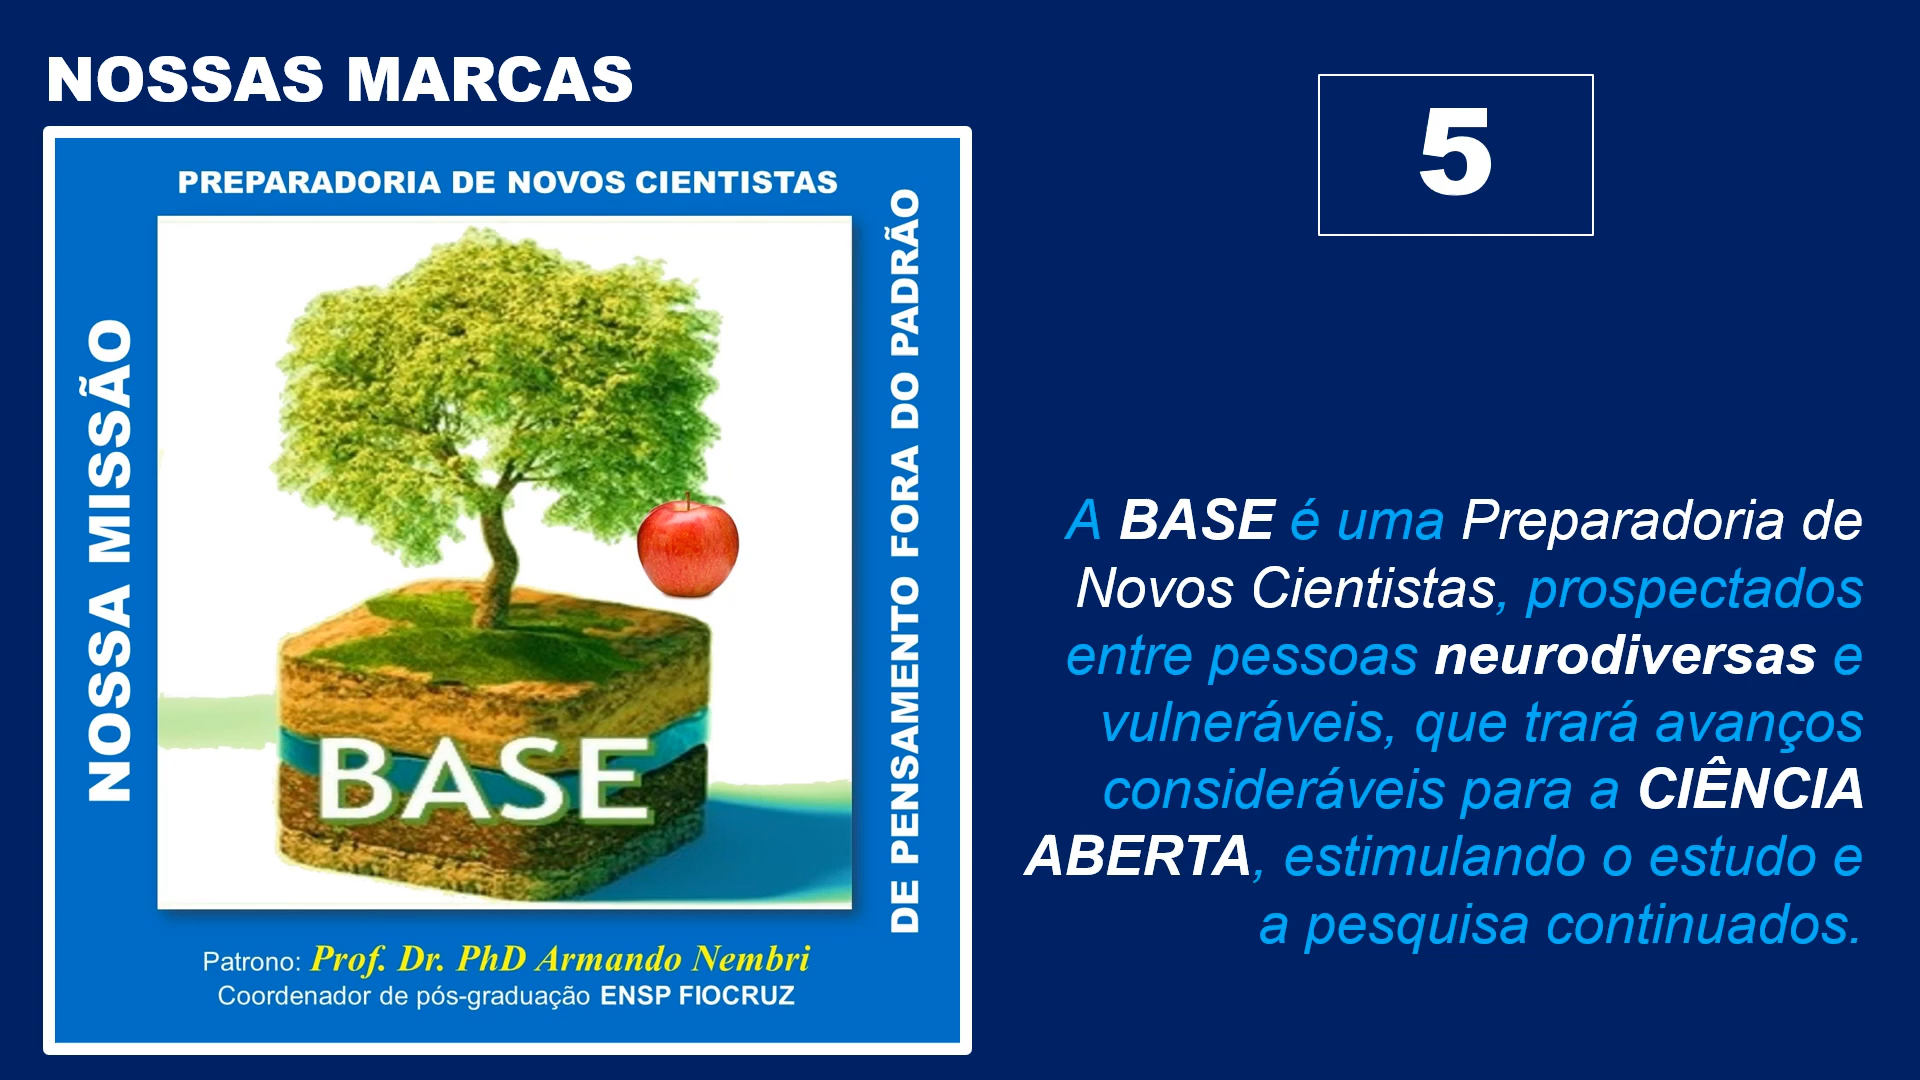 NOSSAS MARCAS
5
PREPARADORIA DE NOVOS CIENTISTAS
NOSSA MISSÃO
DE PENSAMENTO FORA DO PADRÃO
BASE
Patrono: Prof. Dr. PhD Armando Nembri
Coordenador de pós-graduação ENSP FIOCRUZ
A BASE é uma Preparadoria de
Novos Cientistas, prospectados
entre pessoas neurodiversas e
vulneráveis, que trará avanços
consideráveis para a CIÊNCIA
ABERTA, estimulando o estudo e
a pesquisa continuados.